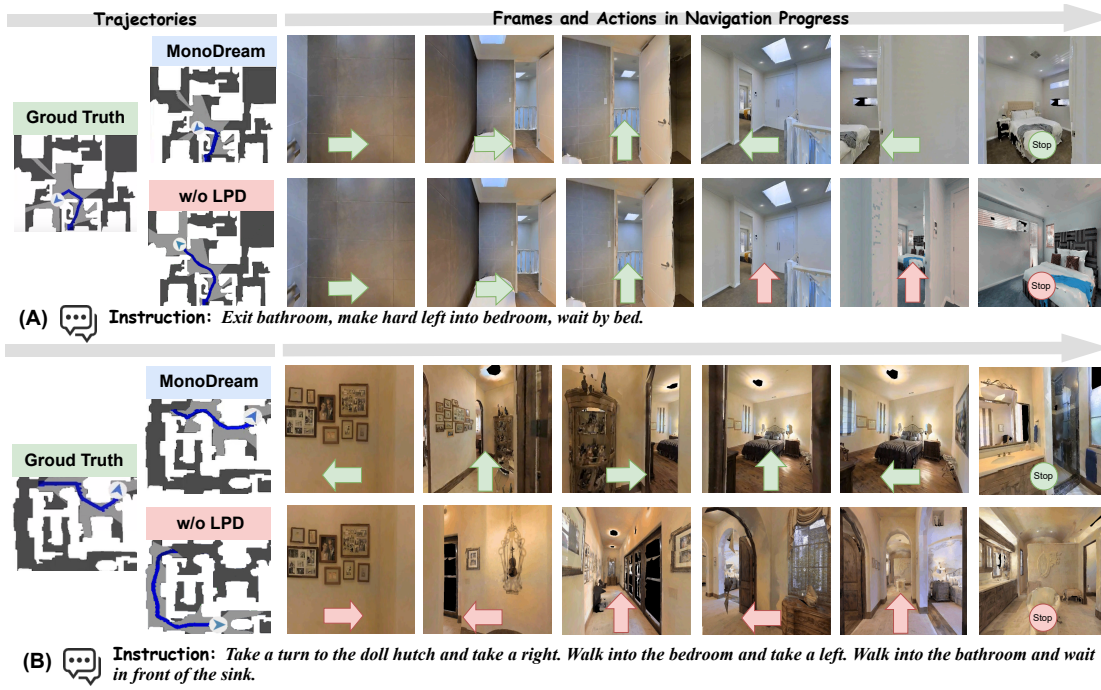 Trajectories
Frames and Actions in Navigation Progress
MonoDream
Groud Truth
Stop
w/o LPD
Stop
(A) Instruction: Exit bathroom, make hard left into bedroom, wait by bed.
MonoDream
Groud Truth
Stop
w/o LPD
Stop
(B) Instruction: Take a turn to the doll hutch and take a right. Walk into the bedroom and take a left. Walk into the bathroom and wait
in front of the sink.